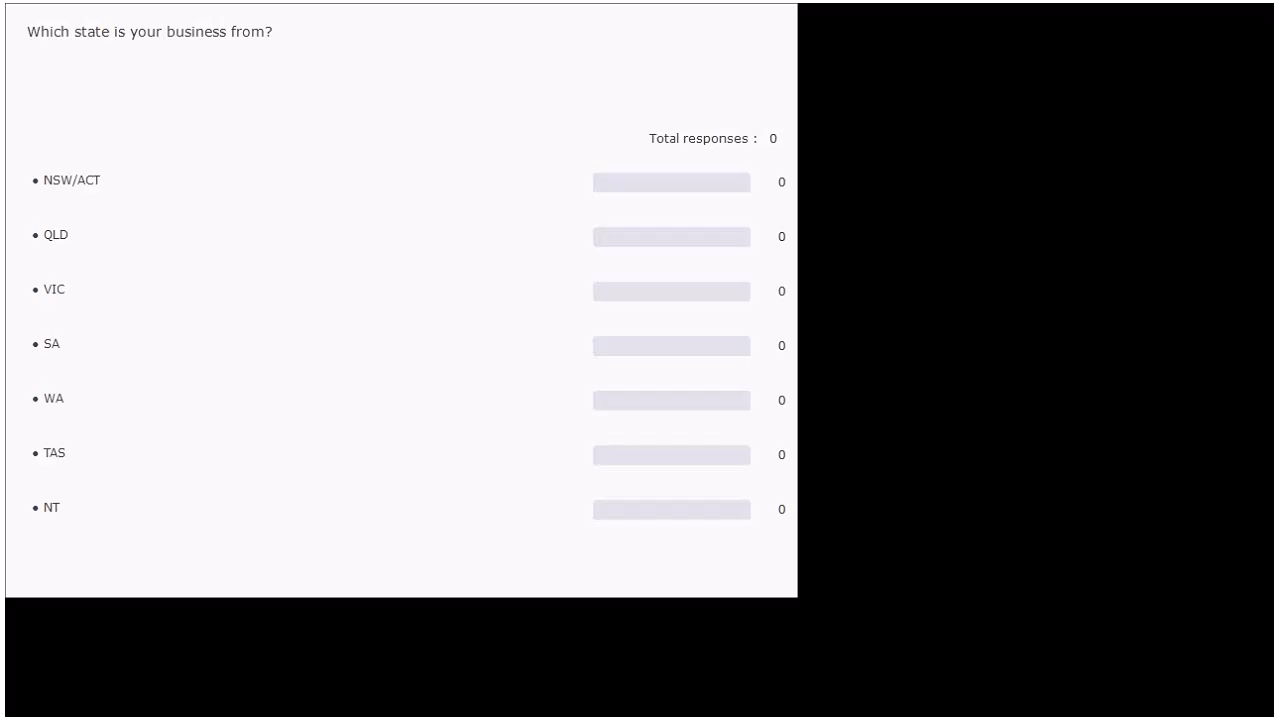 Which state is your business from?
Total responses : 0
• NSW/ACT 0
• QLD 0
• VIC 0
• SA 0
• WA 0
• TAS 0
• NT 0